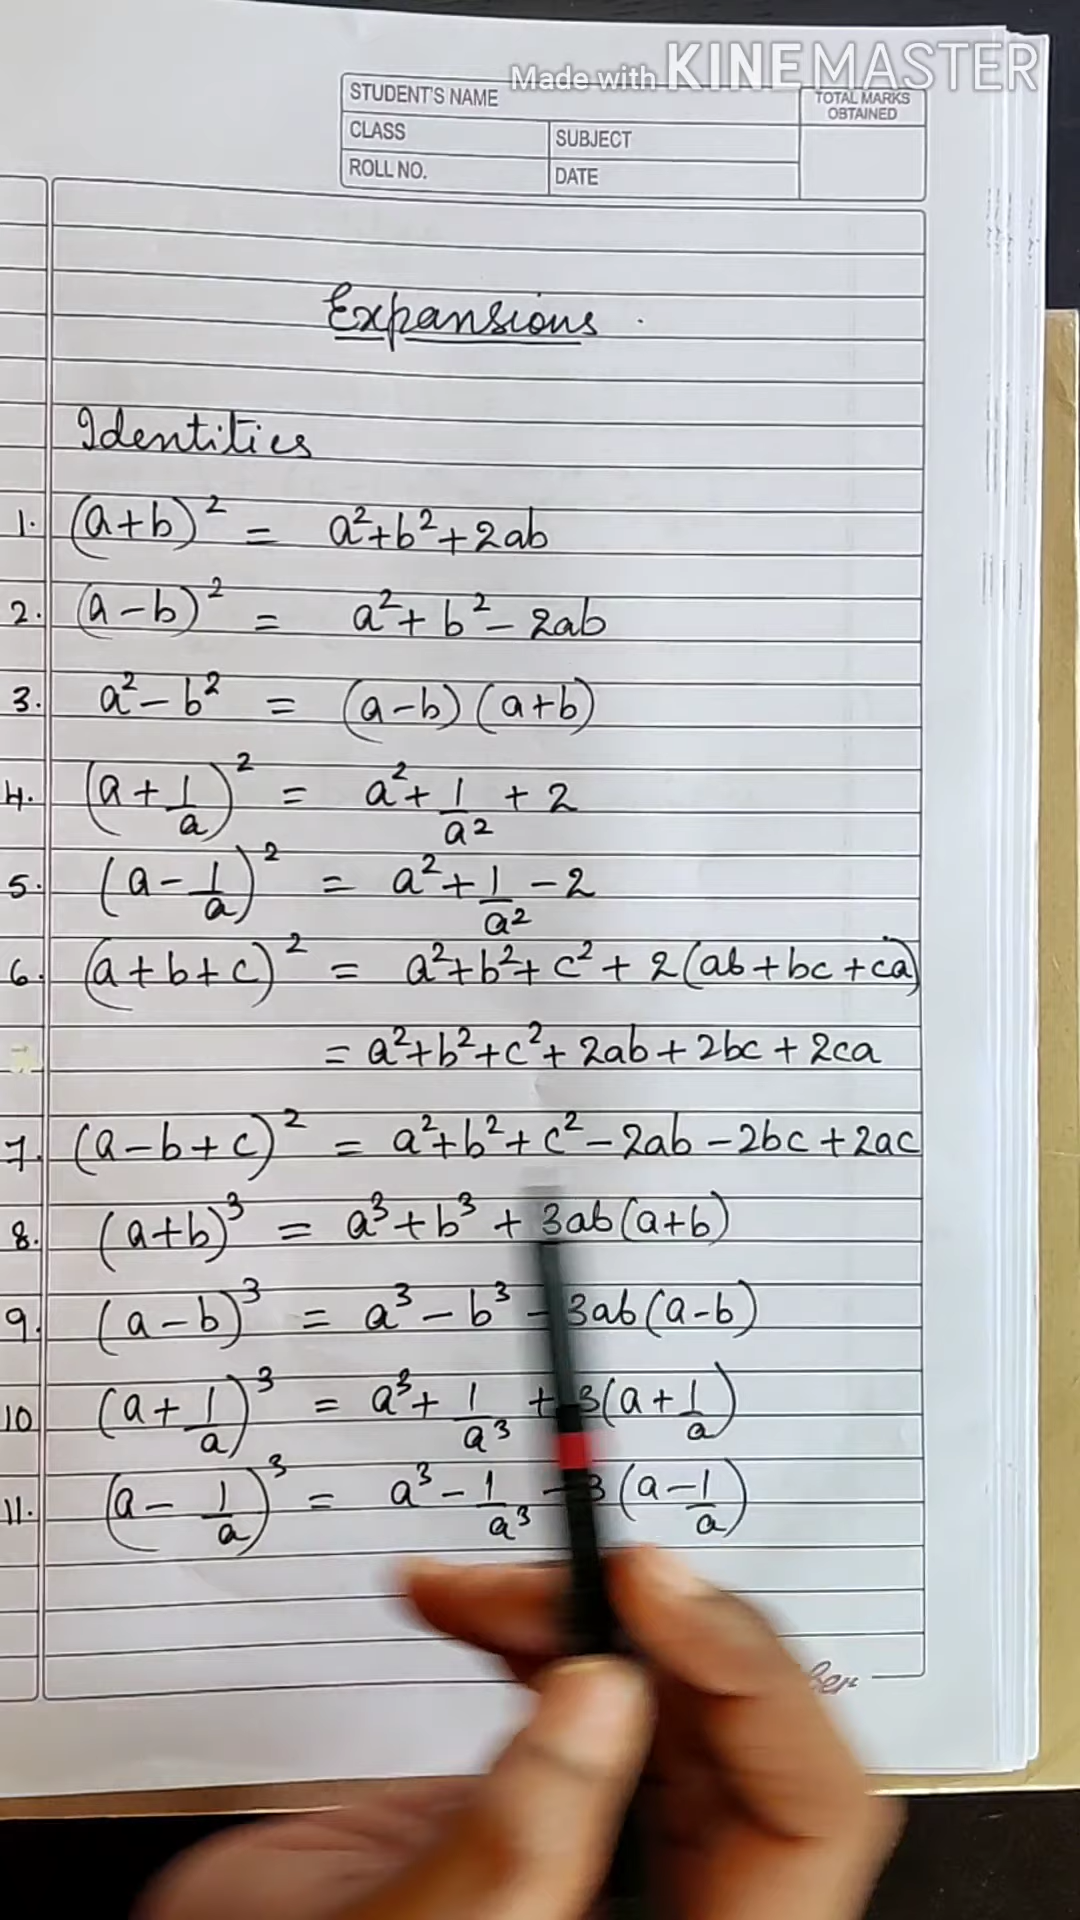 Made with KINEMASTER
STUDENT'S NAME
TOTAL MARKS OBTAINED
CLASS
SUBJECT
ROLL NO.
DATE
Expansions.
Identities
1. (a+b)² = a²+b²+2ab
2. (a-b)² = a²+b²-2ab
3. a²-b² = (a-b)(a+b)
4. (a+1/a)² = a²+1/a²+2
5. (a-1/a)² = a²+1/a²-2
6. (a+b+c)² = a²+b²+c²+2(ab+bc+ca)
= a²+b²+c²+2ab+2bc+2ca
7. (a-b+c)² = a²+b²+c²-2ab-2bc+2ac
8. (a+b)³ = a³+b³+3ab(a+b)
9. (a-b)³ = a³-b³-3ab(a-b)
10 (a+1/a)³ = a³+1/a³+3(a+1/a)
11. (a-1/a)³ = a³-1/a³-3(a-1/a)